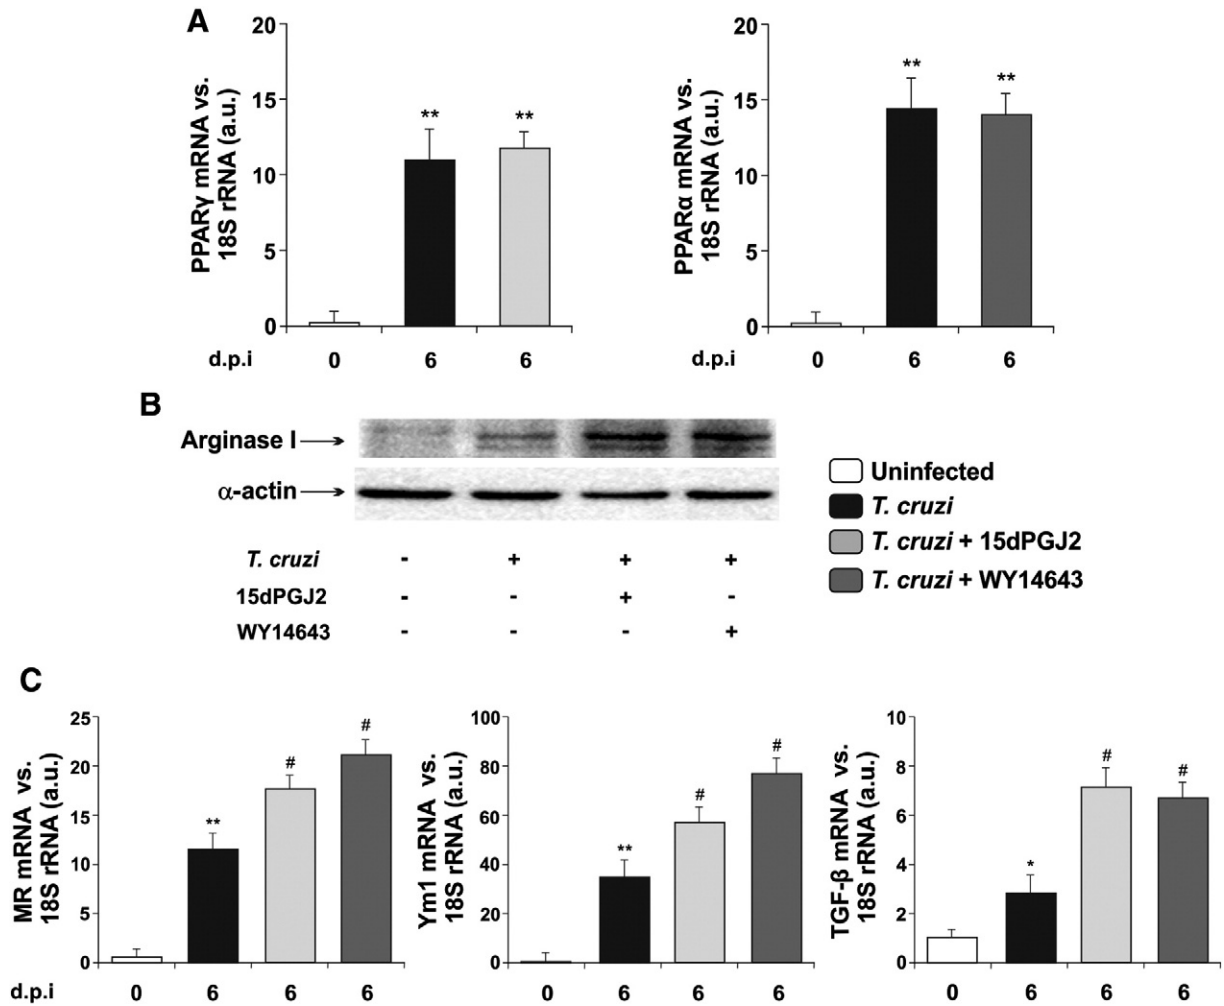 A
PPARγ mRNA vs.
18S rRNA (a.u.)
20
15
10
5
0
**
**
d.p.i 0 6 6
PPARα mRNA vs.
18S rRNA (a.u.)
20
15
10
5
0
**
**
d.p.i 0 6 6
B
Arginase I
α-actin
T. cruzi - + + +
15dPGJ2 - - + -
WY14643 - - - +
Uninfected
T. cruzi
T. cruzi + 15dPGJ2
T. cruzi + WY14643
C
MR mRNA vs.
18S rRNA (a.u.)
25
20
15
10
5
0
**
#
#
d.p.i 0 6 6 6
Ym1 mRNA vs.
18S rRNA (a.u.)
100
80
60
40
20
0
**
#
#
0 6 6 6
TGF-β mRNA vs.
18S rRNA (a.u.)
10
8
6
4
2
0
*
#
#
0 6 6 6